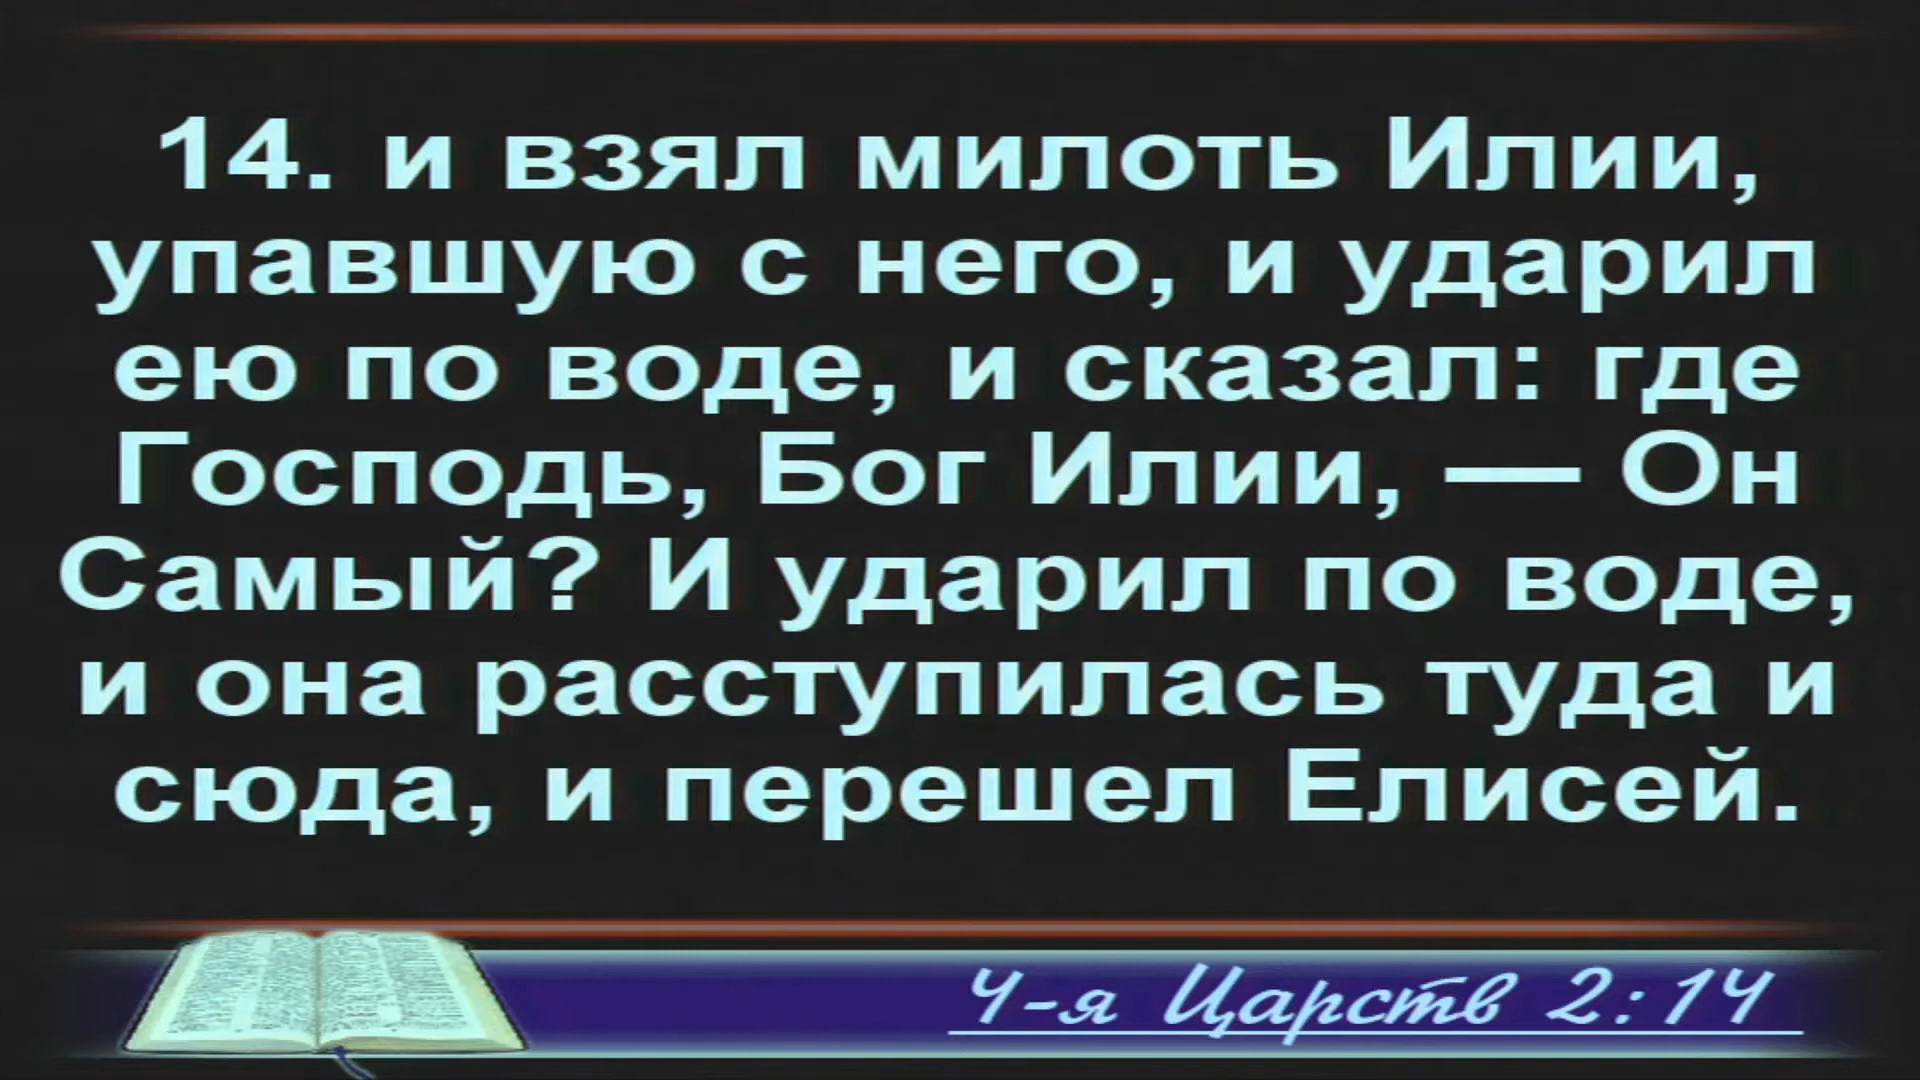 14. и взял милоть Илии,
упавшую с него, и ударил
ею по воде, и сказал: где
Господь, Бог Илии, — Он
Самый? И ударил по воде,
и она расступилась туда и
сюда, и перешел Елисей.
4-я Царств 2:14